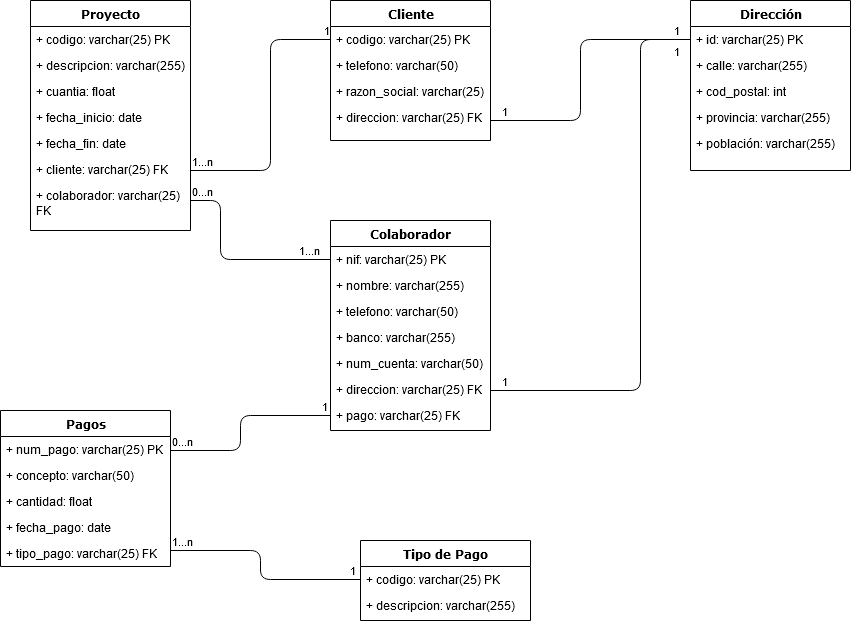 Proyecto
+ codigo: varchar(25) PK
+ descripcion: varchar(255)
+ cuantia: float
+ fecha_inicio: date
+ fecha_fin: date
+ cliente: varchar(25) FK
+ colaborador: varchar(25)
FK
1...n
0...n
1
Cliente
+ codigo: varchar(25) PK
+ telefono: varchar(50)
+ razon_social: varchar(25)
+ direccion: varchar(25) FK
1
1
1
Dirección
+ id: varchar(25) PK
+ calle: varchar(255)
+ cod_postal: int
+ provincia: varchar(255)
+ población: varchar(255)
1...n
Colaborador
+ nif: varchar(25) PK
+ nombre: varchar(255)
+ telefono: varchar(50)
+ banco: varchar(255)
+ num_cuenta: varchar(50)
+ direccion: varchar(25) FK
+ pago: varchar(25) FK
1
1
Pagos
+ num_pago: varchar(25) PK
+ concepto: varchar(50)
+ cantidad: float
+ fecha_pago: date
+ tipo_pago: varchar(25) FK
0...n
1...n
1
Tipo de Pago
+ codigo: varchar(25) PK
+ descripcion: varchar(255)